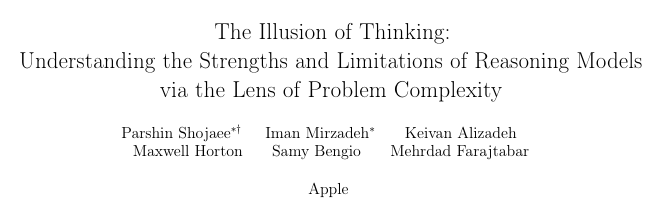 The Illusion of Thinking:
Understanding the Strengths and Limitations of Reasoning Models
via the Lens of Problem Complexity
Parshin Shojaee*† Iman Mirzadeh* Keivan Alizadeh
Maxwell Horton Samy Bengio Mehrdad Farajtabar
Apple